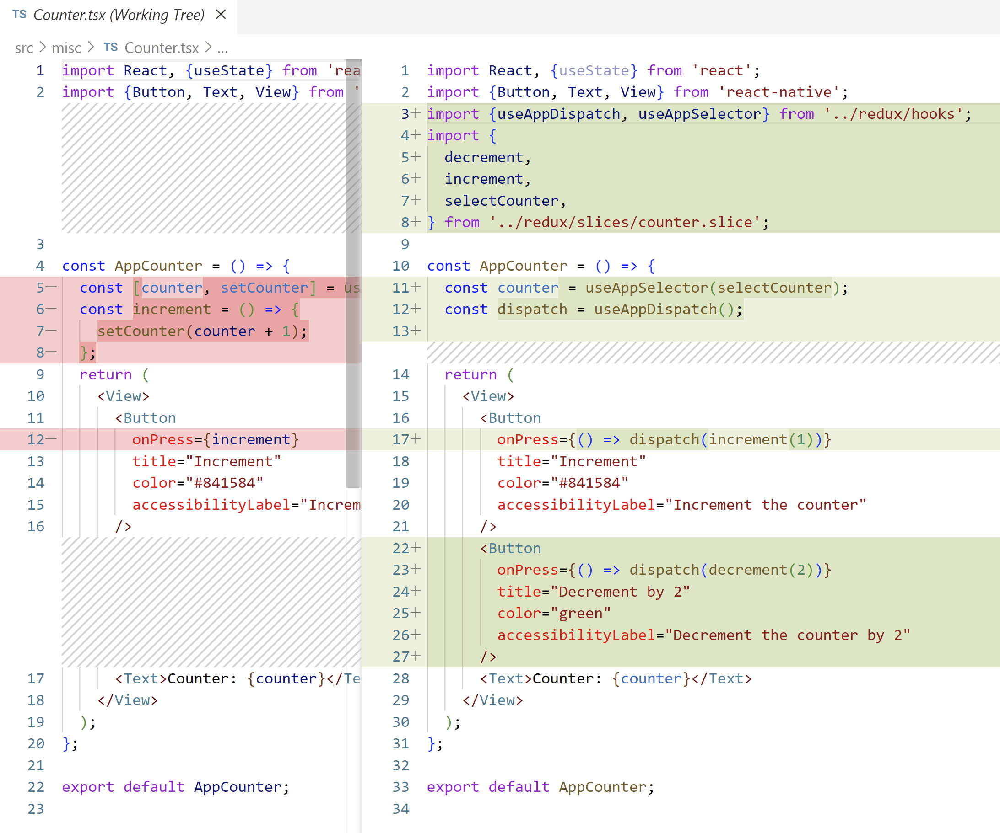 TS Counter.tsx (Working Tree) ×
src > misc > TS Counter.tsx > ...
1 import React, {useState} from 'rea
2 import {Button, Text, View} from '
3
4 const AppCounter = () => {
5— const [counter, setCounter] = us
6— const increment = () => {
7— setCounter(counter + 1);
8— };
9 return (
10 <View>
11 <Button
12— onPress={increment}
13 title="Increment"
14 color="#841584"
15 accessibilityLabel="Increm
16 />
17 <Text>Counter: {counter}</Te
18 </View>
19 );
20 };
21
22 export default AppCounter;
23
1 import React, {useState} from 'react';
2 import {Button, Text, View} from 'react-native';
3+ import {useAppDispatch, useAppSelector} from '../redux/hooks';
4+ import {
5+ decrement,
6+ increment,
7+ selectCounter,
8+ } from '../redux/slices/counter.slice';
9
10 const AppCounter = () => {
11+ const counter = useAppSelector(selectCounter);
12+ const dispatch = useAppDispatch();
13+
14 return (
15 <View>
16 <Button
17+ onPress={() => dispatch(increment(1))}
18 title="Increment"
19 color="#841584"
20 accessibilityLabel="Increment the counter"
21 />
22+ <Button
23+ onPress={() => dispatch(decrement(2))}
24+ title="Decrement by 2"
25+ color="green"
26+ accessibilityLabel="Decrement the counter by 2"
27+ />
28 <Text>Counter: {counter}</Text>
29 </View>
30 );
31 };
32
33 export default AppCounter;
34